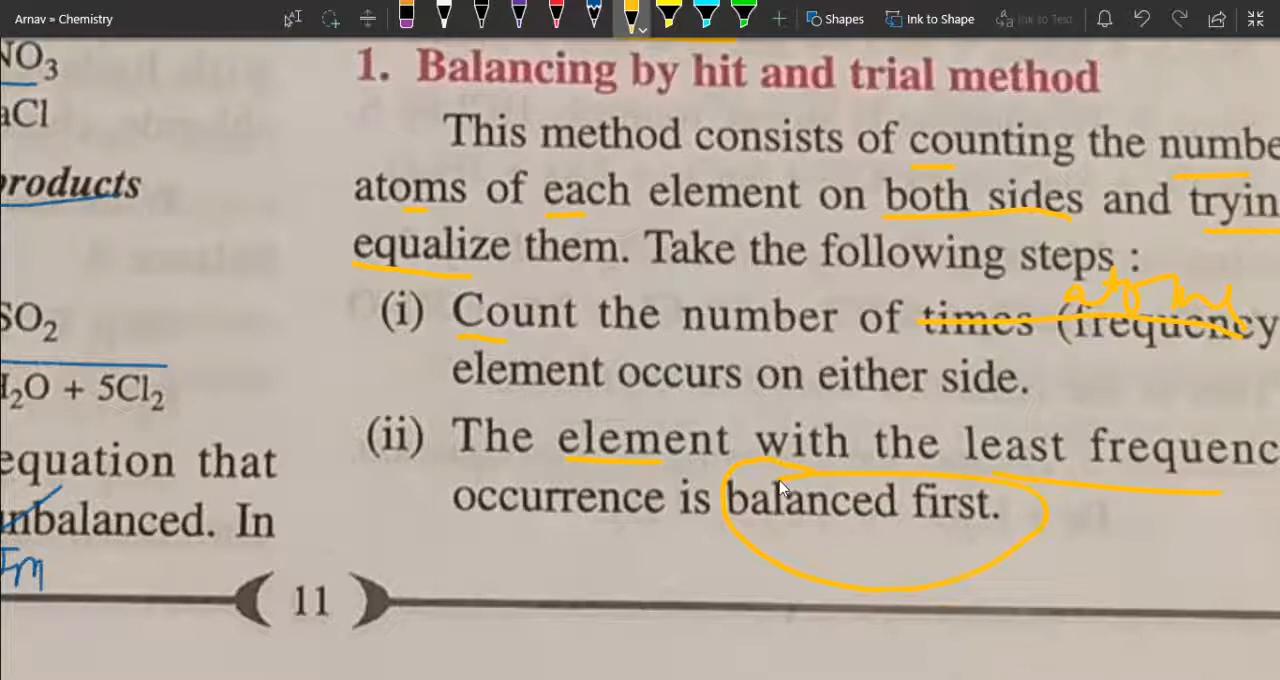 Arnav » Chemistry
Shapes
Ink to Shape
Ink to Text
NO3
aCl
products
SO2
H2O + 5Cl2
equation that
unbalanced. In
1. Balancing by hit and trial method
This method consists of counting the numbe
atoms of each element on both sides and tryin
equalize them. Take the following steps :
atoms
(i) Count the number of times (frequency
element occurs on either side.
(ii) The element with the least frequenc
occurrence is balanced first.
11